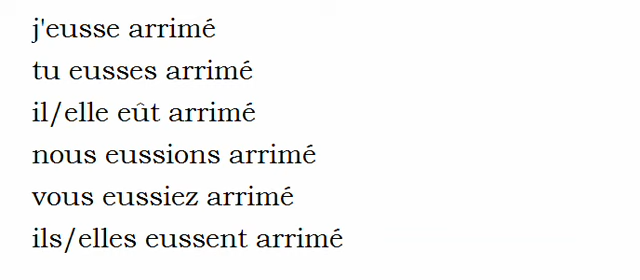 j'eusse arrimé
tu eusses arrimé
il/elle eût arrimé
nous eussions arrimé
vous eussiez arrimé
ils/elles eussent arrimé